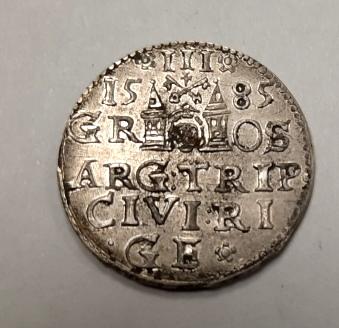 III
15 85
GR OS
ARG:TRIP
CIVI:RI
GE